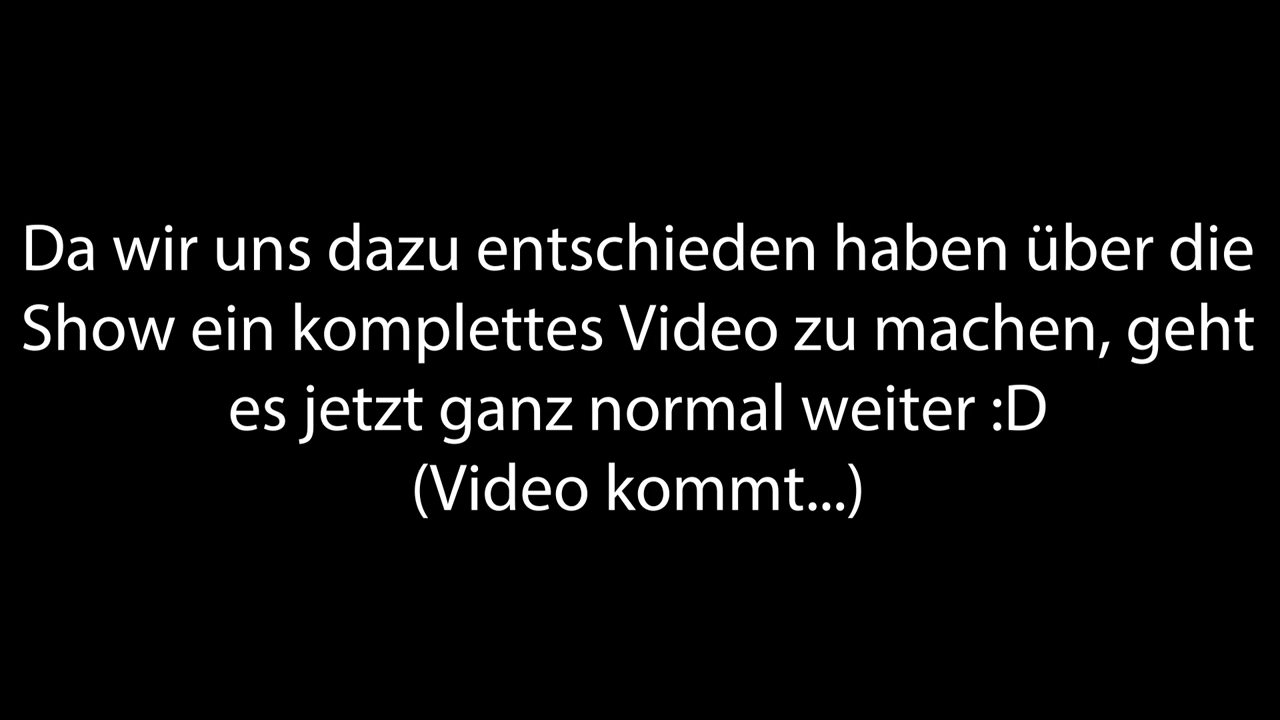 Da wir uns dazu entschieden haben über die
Show ein komplettes Video zu machen, geht
es jetzt ganz normal weiter :D
(Video kommt...)